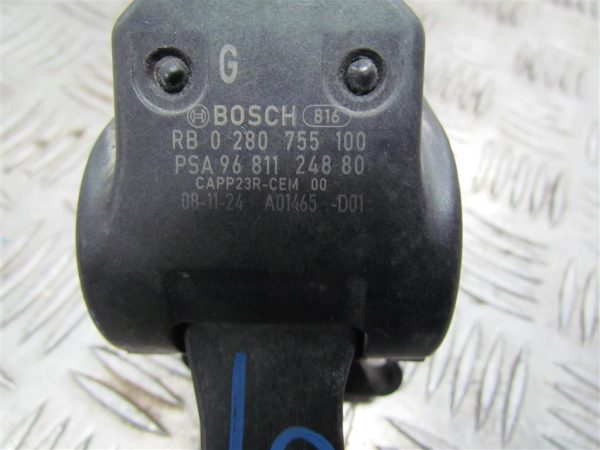 G
BOSCH 816
RB 0 280 755 100
PSA 96 811 248 80
CAPP23R-CEM 00
08-11-24 A01465 -D01